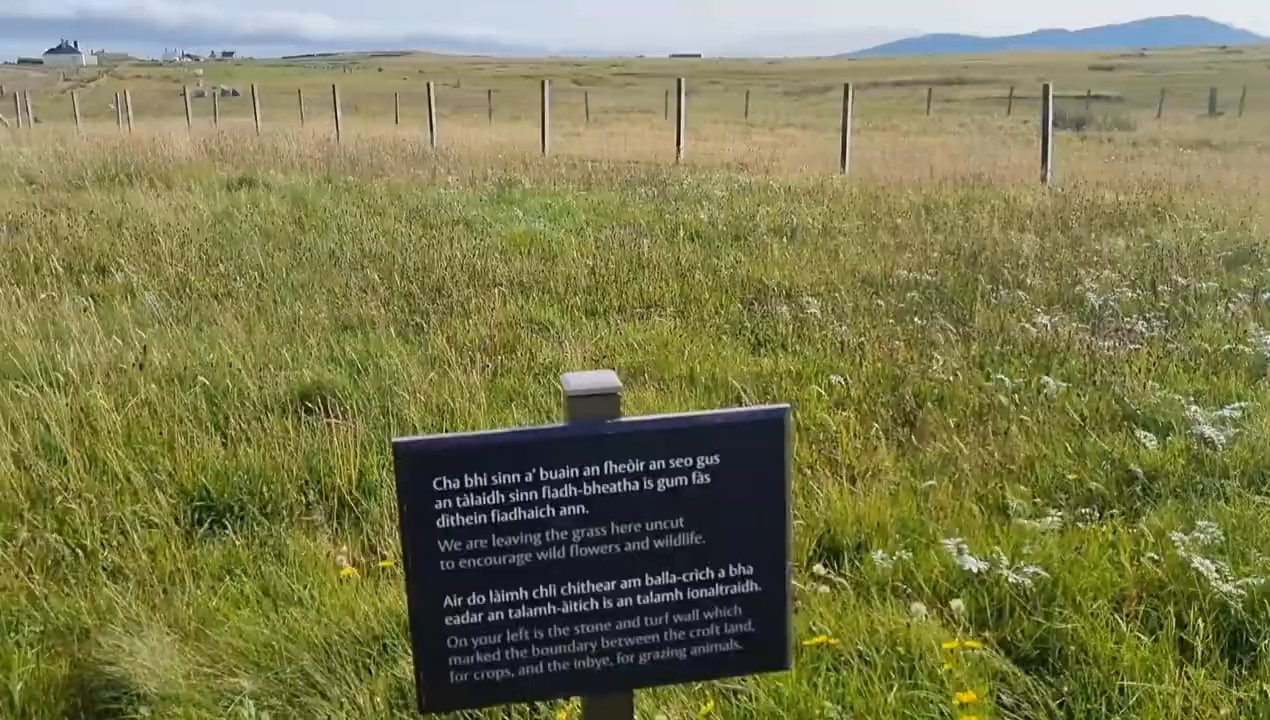 Cha bhi sinn a' buain an fheòir an seo gus
an tàlaidh sinn fiadh-bheatha is gum fàs
dìthein fiadhaich ann.
We are leaving the grass here uncut
to encourage wild flowers and wildlife.
Air do làimh chlì chithear am balla-crìch a bha
eadar an talamh-àitich is an talamh ionaltraidh.
On your left is the stone and turf wall which
marked the boundary between the croft land,
for crops, and the inbye, for grazing animals.